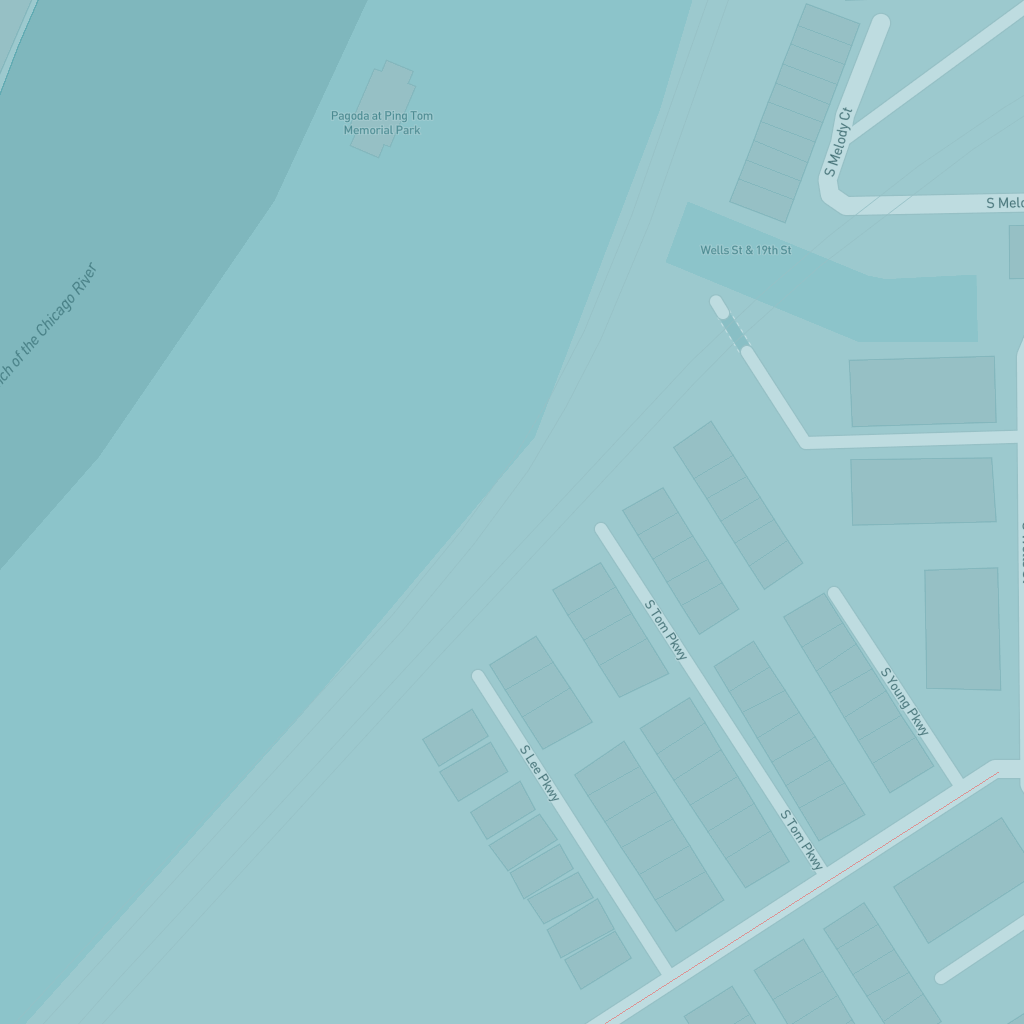 Pagoda at Ping Tom
Memorial Park
S Melody Ct
S Melo
Wells St & 19th St
ch of the Chicago River
S Tom Pkwy
S Young Pkwy
S Lee Pkwy
S Tom Pkwy